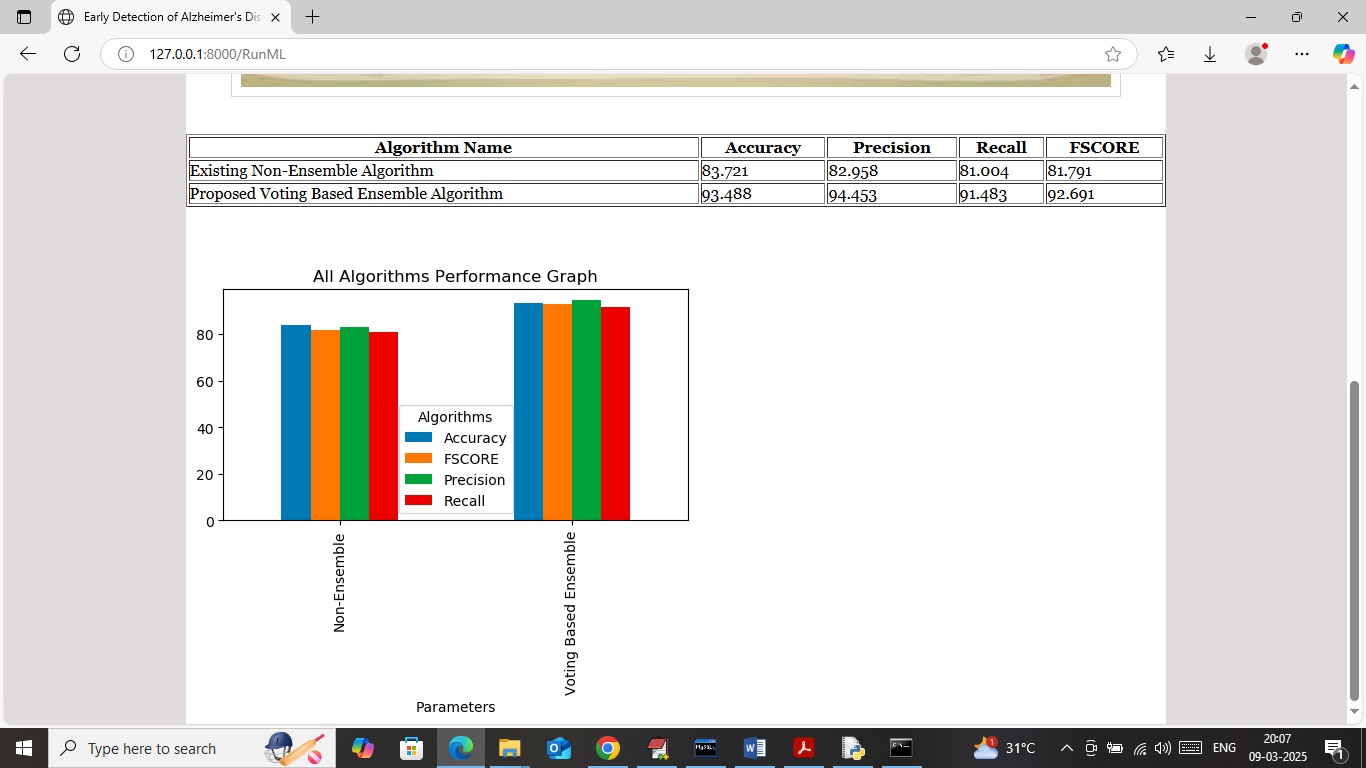 Early Detection of Alzheimer's Dis
127.0.0.1:8000/RunML
Algorithm Name Accuracy Precision Recall FSCORE
Existing Non-Ensemble Algorithm 83.721 82.958 81.004 81.791
Proposed Voting Based Ensemble Algorithm 93.488 94.453 91.483 92.691
All Algorithms Performance Graph
80
60
40
20
0
Algorithms
Accuracy
FSCORE
Precision
Recall
Non-Ensemble
Voting Based Ensemble
Parameters
Type here to search
1
31°C
ENG
20:07
09-03-2025
1